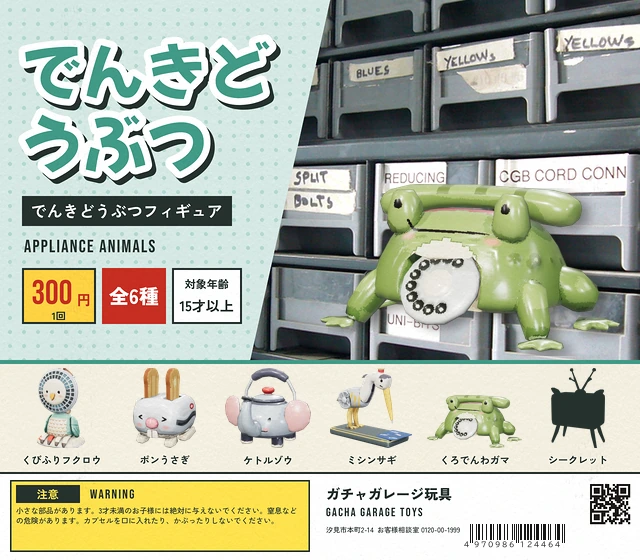 でんきど
うぶつ
でんきどうぶつフィギュア
APPLIANCE ANIMALS
300円
1回
全6種
対象年齢
15才以上
BLUES
YELLOWS
YELLOWS
SPLIT
BOLTS
REDUCING
CGB CORD CONN
UNI-BITS
くびふりフクロウ
ポンうさぎ
ケトルゾウ
ミシンサギ
くろでんわガマ
シークレット
注意 WARNING
小さな部品があります。3才未満のお子様には絶対に与えないでください。窒息など
の危険があります。カプセルを口に入れたり、かぶったりしないでください。
ガチャガレージ玩具
GACHA GARAGE TOYS
汐見市本町2-14 お客様相談室 0120-00-1999
4 970986 124464